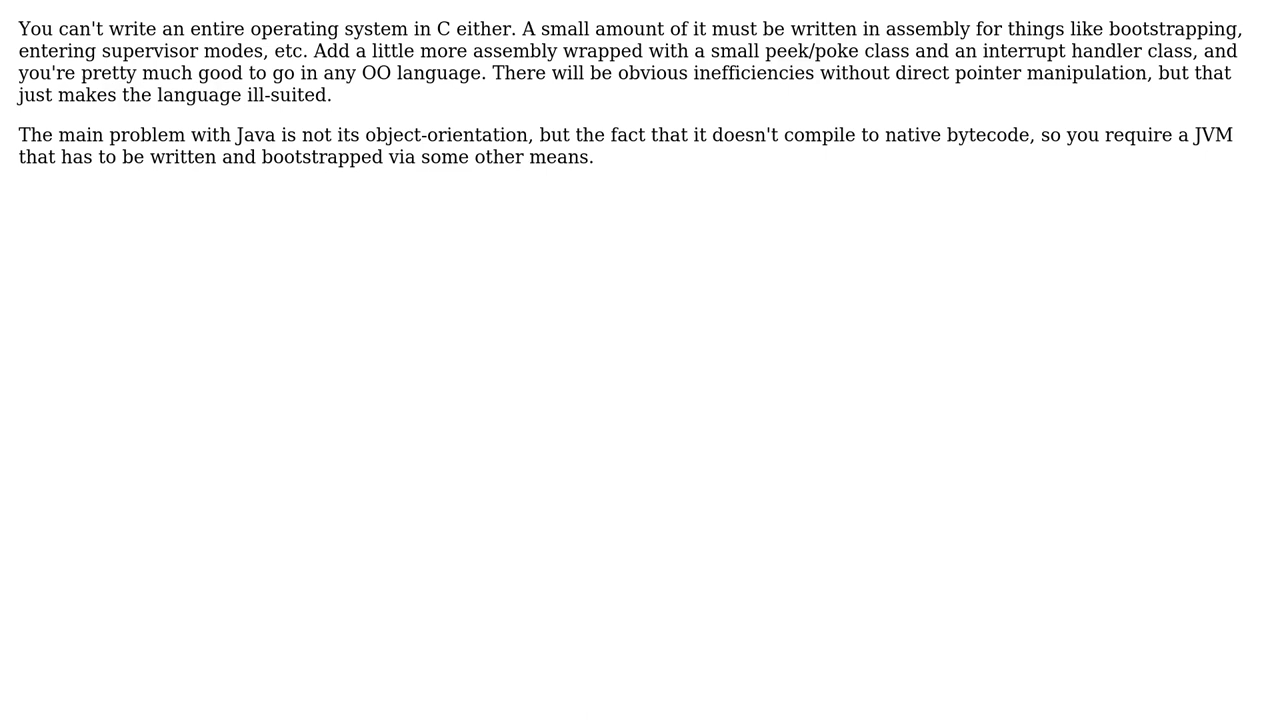 You can't write an entire operating system in C either. A small amount of it must be written in assembly for things like bootstrapping,
entering supervisor modes, etc. Add a little more assembly wrapped with a small peek/poke class and an interrupt handler class, and
you're pretty much good to go in any OO language. There will be obvious inefficiencies without direct pointer manipulation, but that
just makes the language ill-suited.
The main problem with Java is not its object-orientation, but the fact that it doesn't compile to native bytecode, so you require a JVM
that has to be written and bootstrapped via some other means.